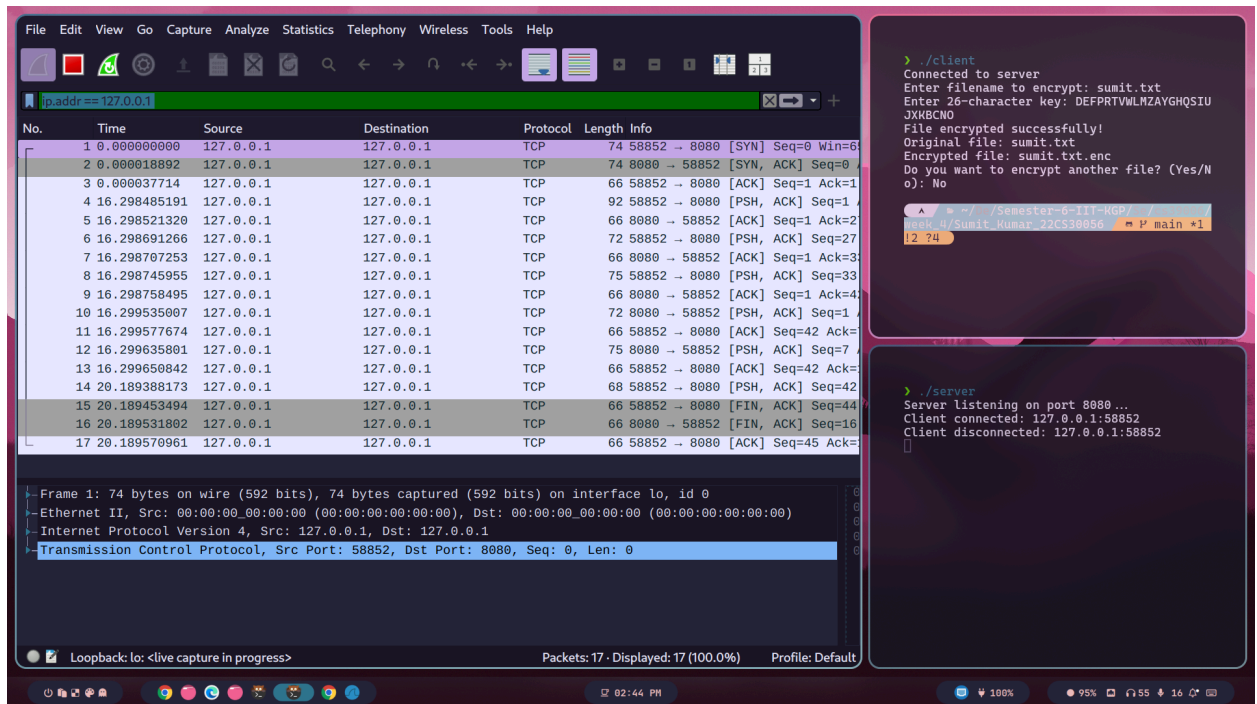 File Edit View Go Capture Analyze Statistics Telephony Wireless Tools Help
ip.addr == 127.0.0.1
No. Time Source Destination Protocol Length Info
1 0.000000000 127.0.0.1 127.0.0.1 TCP 74 58852 → 8080 [SYN] Seq=0 Win=65
2 0.000018892 127.0.0.1 127.0.0.1 TCP 74 8080 → 58852 [SYN, ACK] Seq=0
3 0.000037714 127.0.0.1 127.0.0.1 TCP 66 58852 → 8080 [ACK] Seq=1 Ack=1
4 16.298485191 127.0.0.1 127.0.0.1 TCP 92 58852 → 8080 [PSH, ACK] Seq=1
5 16.298521320 127.0.0.1 127.0.0.1 TCP 66 8080 → 58852 [ACK] Seq=1 Ack=2
6 16.298691266 127.0.0.1 127.0.0.1 TCP 72 58852 → 8080 [PSH, ACK] Seq=27
7 16.298707253 127.0.0.1 127.0.0.1 TCP 66 8080 → 58852 [ACK] Seq=1 Ack=33
8 16.298745955 127.0.0.1 127.0.0.1 TCP 75 58852 → 8080 [PSH, ACK] Seq=33
9 16.298758495 127.0.0.1 127.0.0.1 TCP 66 8080 → 58852 [ACK] Seq=1 Ack=42
10 16.299535007 127.0.0.1 127.0.0.1 TCP 72 8080 → 58852 [PSH, ACK] Seq=1
11 16.299577674 127.0.0.1 127.0.0.1 TCP 66 58852 → 8080 [ACK] Seq=42 Ack=
12 16.299635801 127.0.0.1 127.0.0.1 TCP 75 8080 → 58852 [PSH, ACK] Seq=7
13 16.299650842 127.0.0.1 127.0.0.1 TCP 66 58852 → 8080 [ACK] Seq=42 Ack=
14 20.189388173 127.0.0.1 127.0.0.1 TCP 68 58852 → 8080 [PSH, ACK] Seq=42
15 20.189453494 127.0.0.1 127.0.0.1 TCP 66 58852 → 8080 [FIN, ACK] Seq=44
16 20.189531802 127.0.0.1 127.0.0.1 TCP 66 8080 → 58852 [FIN, ACK] Seq=16
17 20.189570961 127.0.0.1 127.0.0.1 TCP 66 58852 → 8080 [ACK] Seq=45 Ack=
Frame 1: 74 bytes on wire (592 bits), 74 bytes captured (592 bits) on interface lo, id 0
Ethernet II, Src: 00:00:00_00:00:00 (00:00:00:00:00:00), Dst: 00:00:00_00:00:00 (00:00:00:00:00:00)
Internet Protocol Version 4, Src: 127.0.0.1, Dst: 127.0.0.1
Transmission Control Protocol, Src Port: 58852, Dst Port: 8080, Seq: 0, Len: 0
Loopback: lo: <live capture in progress> Packets: 17 · Displayed: 17 (100.0%) Profile: Default
❯ ./client
Connected to server
Enter filename to encrypt: sumit.txt
Enter 26-character key: DEFPRTVWLMZAYGHQSIU
JXKBCNO
File encrypted successfully!
Original file: sumit.txt
Encrypted file: sumit.txt.enc
Do you want to encrypt another file? (Yes/N
o): No
~/ /Semester-6-IIT-KGP/ / /
week_4/Sumit_Kumar_22CS30056 main *1
!2 ?4
❯ ./server
Server listening on port 8080...
Client connected: 127.0.0.1:58852
Client disconnected: 127.0.0.1:58852
02:44 PM
100%
95% 55 16